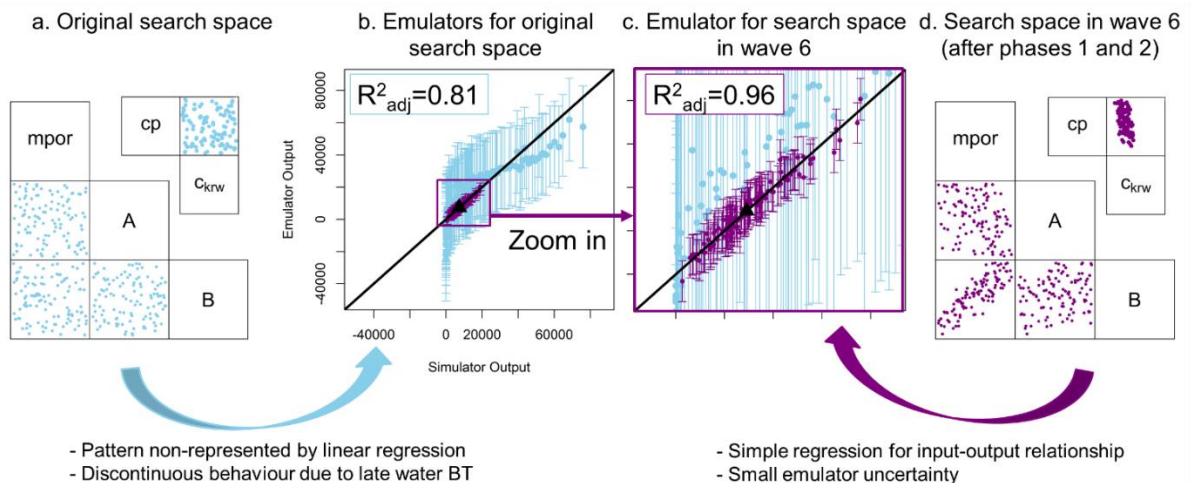 a. Original search space
b. Emulators for original
search space
c. Emulator for search space
in wave 6
d. Search space in wave 6
(after phases 1 and 2)
mpor
cp
c_krw
A
B
R²adj=0.81
Emulator Output
80000
40000
0
-40000
-40000
0
20000
60000
Simulator Output
Zoom in
R²adj=0.96
mpor
cp
c_krw
A
B
- Pattern non-represented by linear regression
- Discontinuous behaviour due to late water BT
- Simple regression for input-output relationship
- Small emulator uncertainty